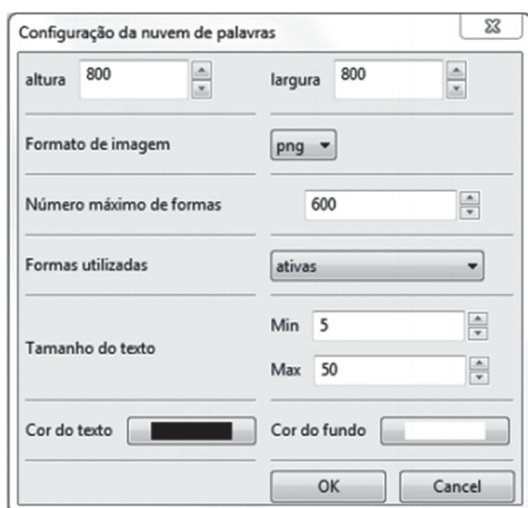 Configuração da nuvem de palavras
altura 800 largura 800
Formato de imagem png
Número máximo de formas 600
Formas utilizadas ativas
Min 5
Tamanho do texto
Max 50
Cor do texto Cor do fundo
OK Cancel